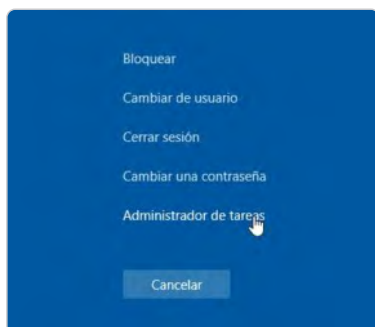 Bloquear
Cambiar de usuario
Cerrar sesión
Cambiar una contraseña
Administrador de tareas
Cancelar